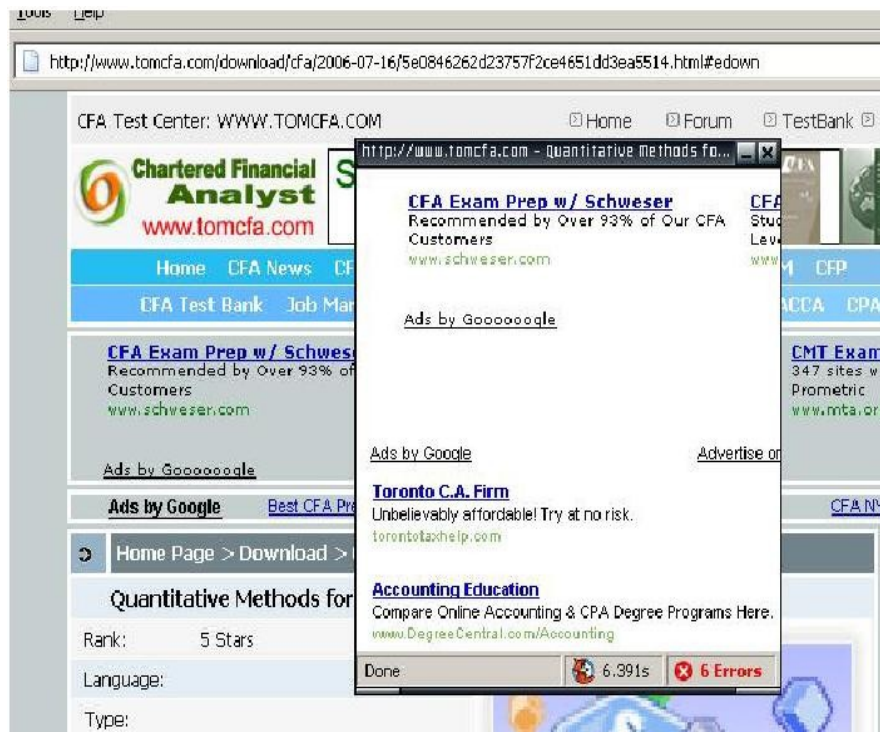 Tools Help
http://www.tomcfa.com/download/cfa/2006-07-16/5e0846262d23757f2ce4651dd3ea5514.html#edown
CFA Test Center: WWW.TOMCFA.COM
Home Forum TestBank
Chartered Financial
Analyst
www.tomcfa.com
S
Home CFA News CF
M CFP
CFA Test Bank Job Mar
ACCA CPA
CFA Exam Prep w/ Schwes
Recommended by Over 93% of
Customers
www.schweser.com
Ads by Goooooogle
CMT Exam
347 sites w
Prometric
www.mta.or
Ads by Google Best CFA Pre
CFA NY
Home Page > Download >
Quantitative Methods for
Rank: 5 Stars
Language:
Type:
http://www.tomcfa.com - Quantitative Methods fo...
CFA Exam Prep w/ Schweser
Recommended by Over 93% of Our CFA
Customers
www.schweser.com
CFA
Stud
Leve
www
Ads by Goooooogle
Ads by Google Advertise on
Toronto C.A. Firm
Unbelievably affordable! Try at no risk.
torontotaxhelp.com
Accounting Education
Compare Online Accounting & CPA Degree Programs Here.
www.DegreeCentral.com/Accounting
Done 6.391s 6 Errors